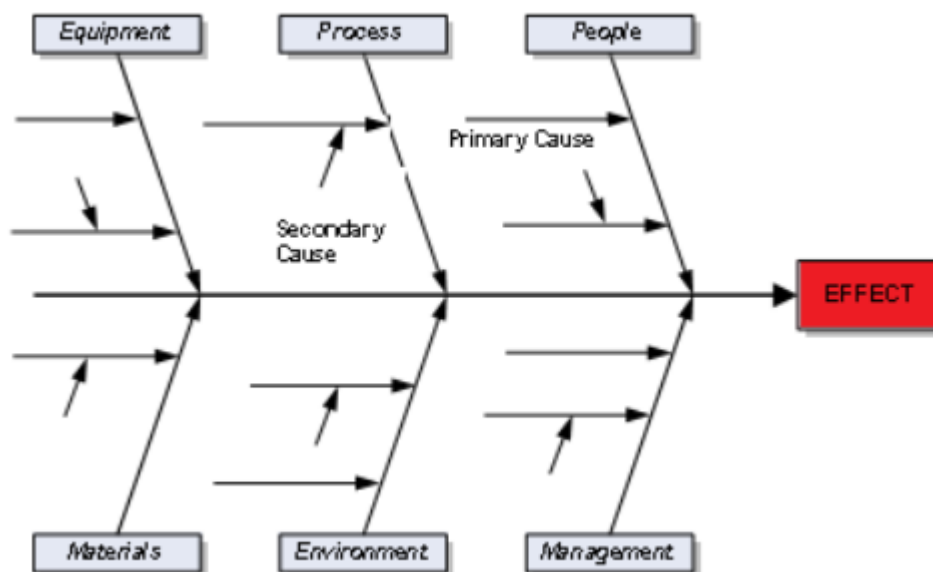 Equipment
Process
People
Primary Cause
Secondary
Cause
EFFECT
Materials
Environment
Management